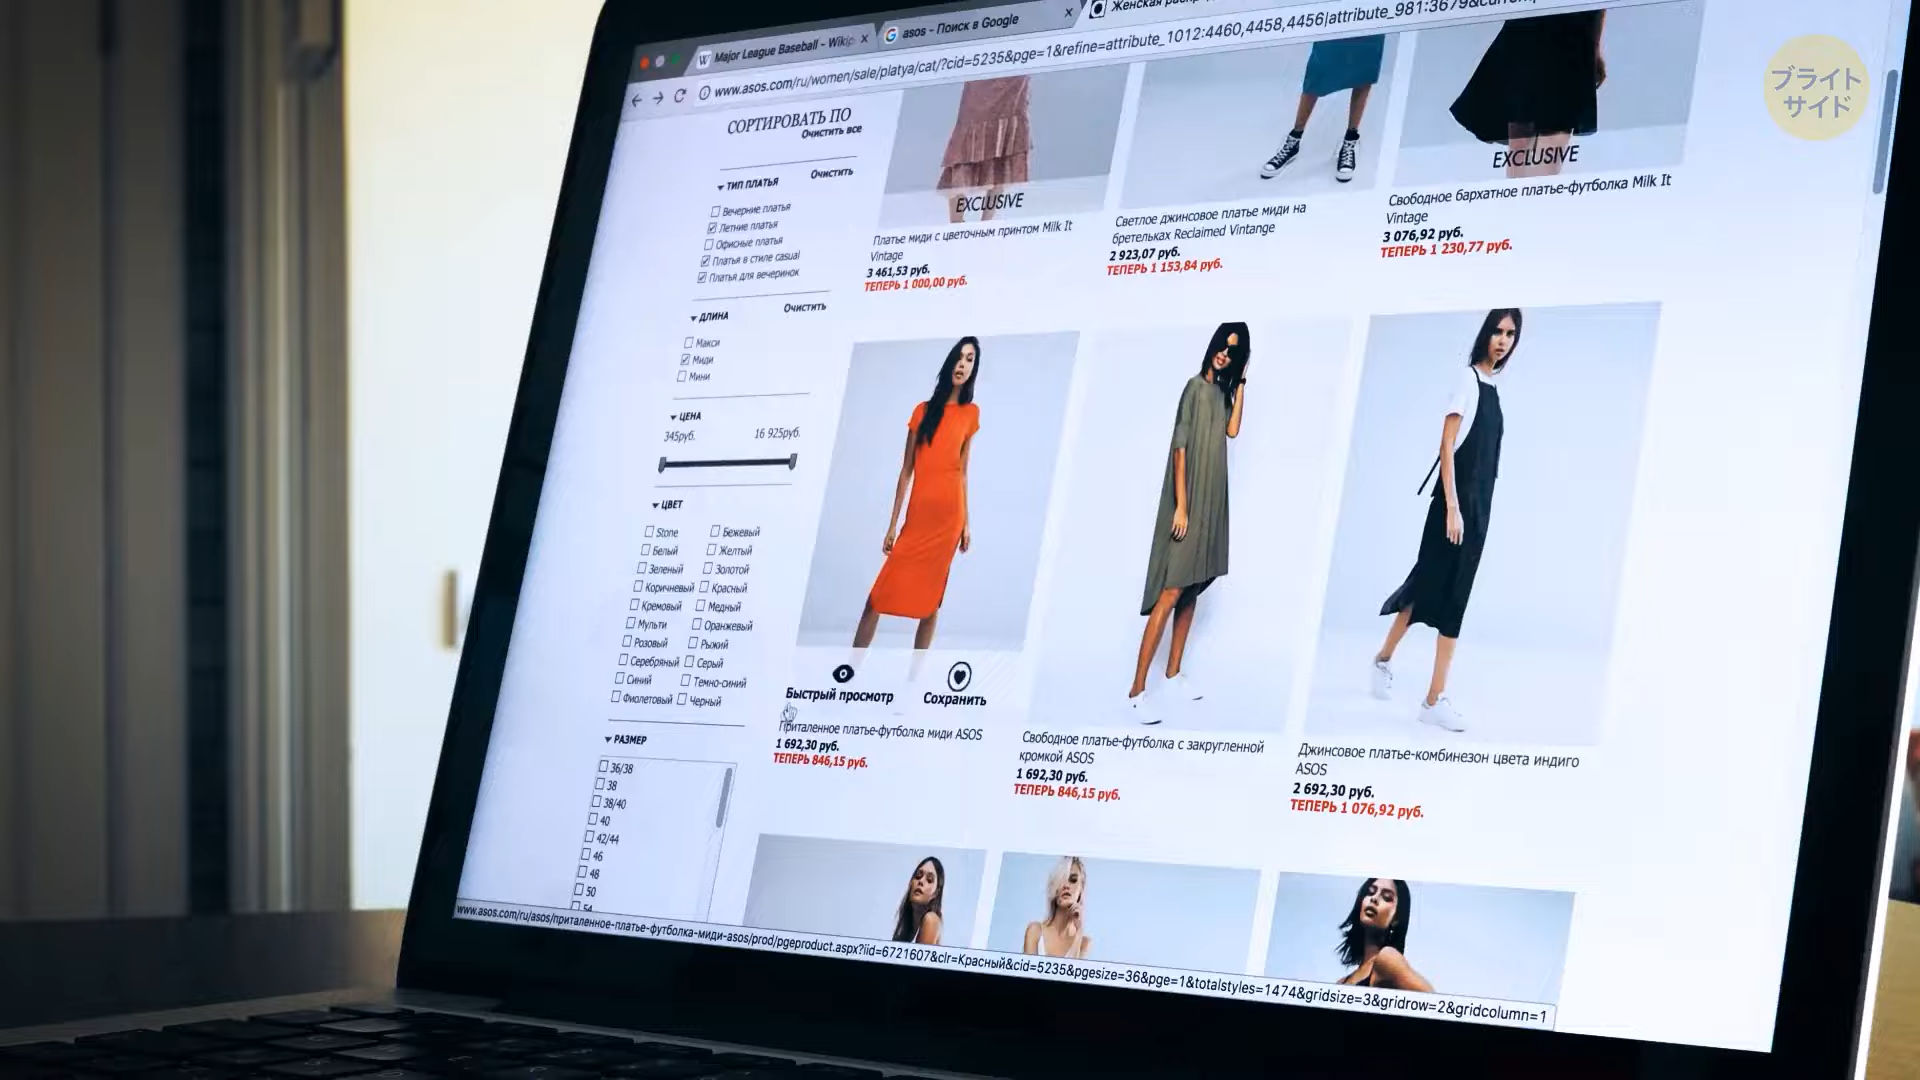 Major League Baseball - Wikip
asos - Поиск в Google
www.asos.com/ru/women/sale/platya/cat/?cid=5235&pge=1&refine=attribute_1012:4460,4458,4456|attribute_981:3679
ブライト
サイド
СОРТИРОВАТЬ ПО
Очистить все
ТИП ПЛАТЬЯ
Очистить
Вечерние платья
Летние платья
Офисные платья
Платья в стиле casual
Платья для вечеринок
ДЛИНА
Очистить
Макси
Миди
Мини
ЦЕНА
345руб.
16 925руб.
ЦВЕТ
Stone
Бежевый
Белый
Желтый
Зеленый
Золотой
Коричневый
Красный
Кремовый
Медный
Мульти
Оранжевый
Розовый
Рыжий
Серебряный
Серый
Синий
Темно-синий
Фиолетовый
Черный
РАЗМЕР
36/38
38
38/40
40
42/44
46
48
50
54
EXCLUSIVE
Платье миди с цветочным принтом Milk It
Vintage
3 461,53 руб.
ТЕПЕРЬ 1 000,00 руб.
Светлое джинсовое платье миди на
бретельках Reclaimed Vintange
2 923,07 руб.
ТЕПЕРЬ 1 153,84 руб.
EXCLUSIVE
Свободное бархатное платье-футболка Milk It
Vintage
3 076,92 руб.
ТЕПЕРЬ 1 230,77 руб.
Быстрый просмотр
Сохранить
Приталенное платье-футболка миди ASOS
1 692,30 руб.
ТЕПЕРЬ 846,15 руб.
Свободное платье-футболка с закругленной
кромкой ASOS
1 692,30 руб.
ТЕПЕРЬ 846,15 руб.
Джинсовое платье-комбинезон цвета индиго
ASOS
2 692,30 руб.
ТЕПЕРЬ 1 076,92 руб.
www.asos.com/ru/asos/приталенное-платье-футболка-миди-asos/prod/pgeproduct.aspx?iid=6721607&clr=Красный&cid=5235&pgesize=36&pge=1&totalstyles=1474&gridsize=3&gridrow=2&gridcolumn=1